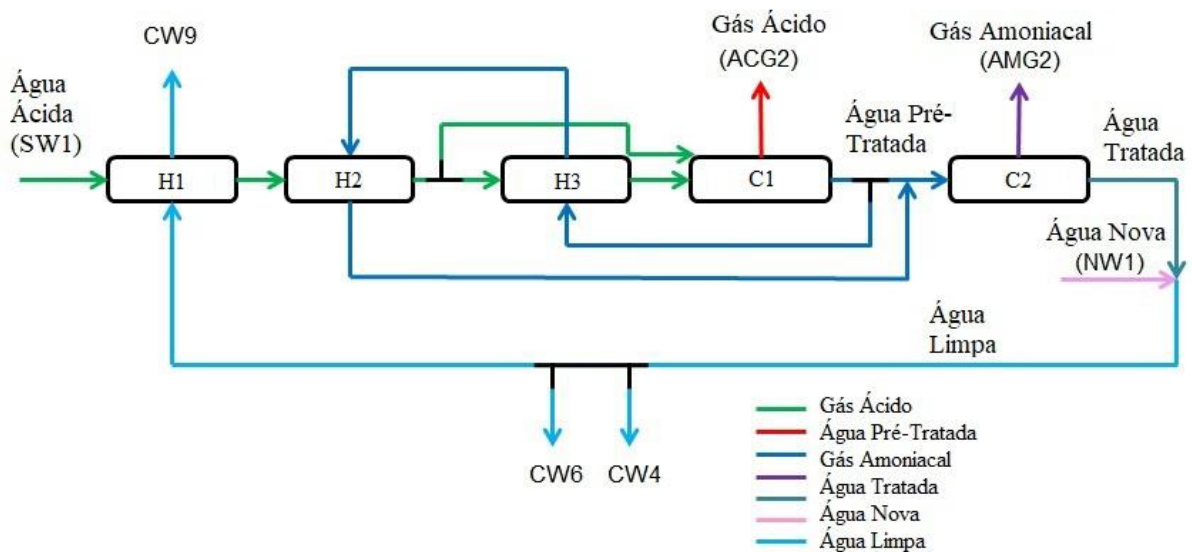 CW9
Água
Ácida
(SW1)
Gás Ácido
(ACG2)
Gás Amoniacal
(AMG2)
Água Pré-
Tratada
Água
Tratada
H1
H2
H3
C1
C2
Água Nova
(NW1)
Água
Limpa
CW6
CW4
Gás Ácido
Água Pré-Tratada
Gás Amoniacal
Água Tratada
Água Nova
Água Limpa